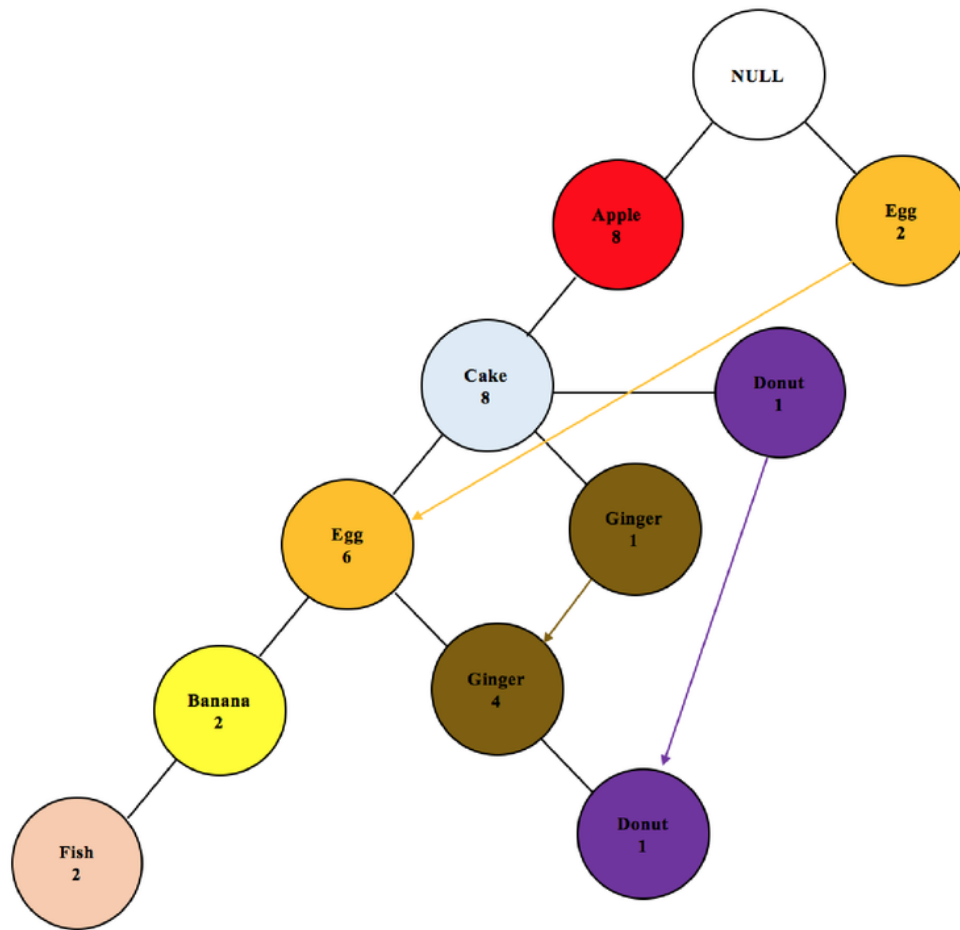 NULL
Apple
8
Egg
2
Cake
8
Donut
1
Egg
6
Ginger
1
Banana
2
Ginger
4
Fish
2
Donut
1